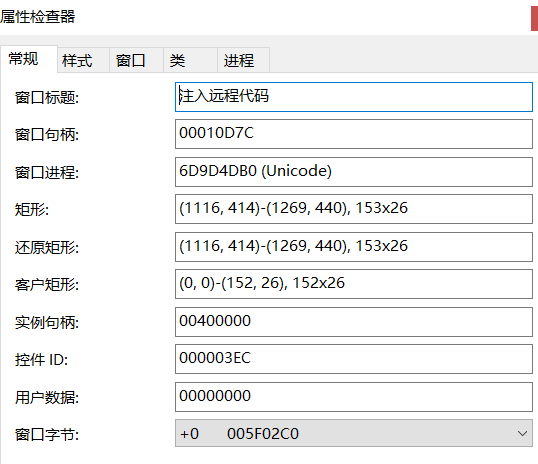 属性检查器
常规 样式 窗口 类 进程
窗口标题: 注入远程代码
窗口句柄: 00010D7C
窗口进程: 6D9D4DB0 (Unicode)
矩形: (1116, 414)-(1269, 440), 153x26
还原矩形: (1116, 414)-(1269, 440), 153x26
客户矩形: (0, 0)-(152, 26), 152x26
实例句柄: 00400000
控件 ID: 000003EC
用户数据: 00000000
窗口字节: +0 005F02C0